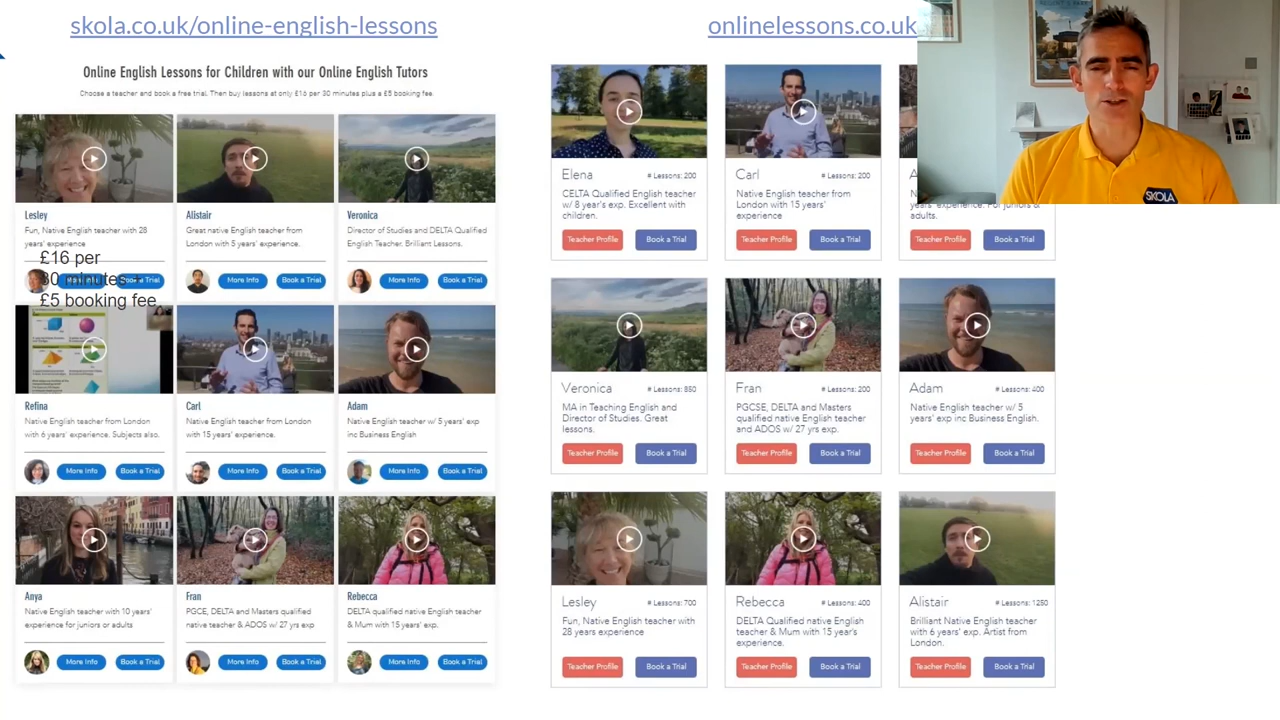 skola.co.uk/online-english-lessons
onlinelessons.co.uk
Online English Lessons for Children with our Online English Tutors
Choose a teacher and book a free trial. Then buy lessons at only £16 per 30 minutes plus a £5 booking fee.
Lesley
Fun, Native English teacher with 28
years' experience
Book a Trial
£16 per
30 minutes +
£5 booking fee
Alistair
Great native English teacher from
London with 5 years' experience.
More Info
Book a Trial
Veronica
Director of Studies and DELTA Qualified
English Teacher. Brilliant Lessons.
More Info
Book a Trial
Refina
Native English teacher from London
with 6 years' experience. Subjects also.
More Info
Book a Trial
Carl
Native English teacher from London
with 15 years' experience.
More Info
Book a Trial
Adam
Native English teacher w/ 5 years' exp
inc Business English
More Info
Book a Trial
Anya
Native English teacher with 10 years'
experience for juniors or adults
More Info
Book a Trial
Fran
PGCE, DELTA and Masters qualified
native teacher & ADOS w/ 27 yrs exp
More Info
Book a Trial
Rebecca
DELTA qualified native English teacher
& Mum with 15 years' exp.
More Info
Book a Trial
Elena
# Lessons: 200
CELTA Qualified English teacher
w/ 8 year's exp. Excellent with
children.
Teacher Profile
Book a Trial
Carl
# Lessons: 200
Native English teacher from
London with 15 years'
experience
Teacher Profile
Book a Trial
years' experience. For juniors &
adults.
Teacher Profile
Book a Trial
SKOLA
Veronica
# Lessons: 850
MA in Teaching English and
Director of Studies. Great
lessons.
Teacher Profile
Book a Trial
Fran
# Lessons: 200
PGCSE, DELTA and Masters
qualified native English teacher
and ADOS w/ 27 yrs exp.
Teacher Profile
Book a Trial
Adam
# Lessons: 400
Native English teacher w/ 5
years' exp inc Business English.
Teacher Profile
Book a Trial
Lesley
# Lessons: 700
Fun, Native English teacher with
28 years experience
Teacher Profile
Book a Trial
Rebecca
# Lessons: 400
DELTA Qualified native English
teacher & Mum with 15 year's
experience.
Teacher Profile
Book a Trial
Alistair
# Lessons: 1250
Brilliant Native English teacher
with 6 years' exp. Artist from
London.
Teacher Profile
Book a Trial